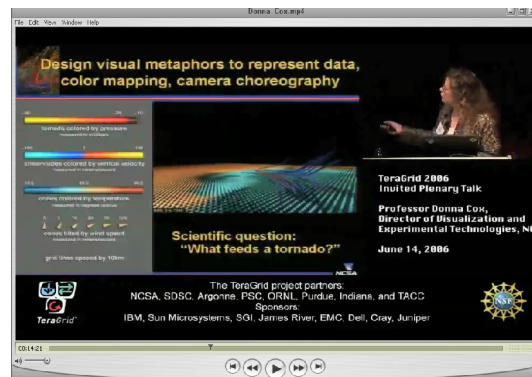 Donna_Cox.mp4
File Edit View Window Help
Design visual metaphors to represent data,
color mapping, camera choreography
tornado colored by pressure
streamtubes colored by vertical velocity
cones colored by temperature
cones tilted by wind speed
grid lines spaced by 10km
Scientific question:
"What feeds a tornado?"
NCSA
TeraGrid 2006
Invited Plenary Talk
Professor Donna Cox,
Director of Visualization and
Experimental Technologies,
June 14, 2006
TeraGrid
The TeraGrid project partners:
NCSA, SDSC, Argonne, PSC, ORNL, Purdue, Indiana, and TACC
Sponsors:
IBM, Sun Microsystems, SGI, James River, EMC, Dell, Cray, Juniper
NSF
00:14:21